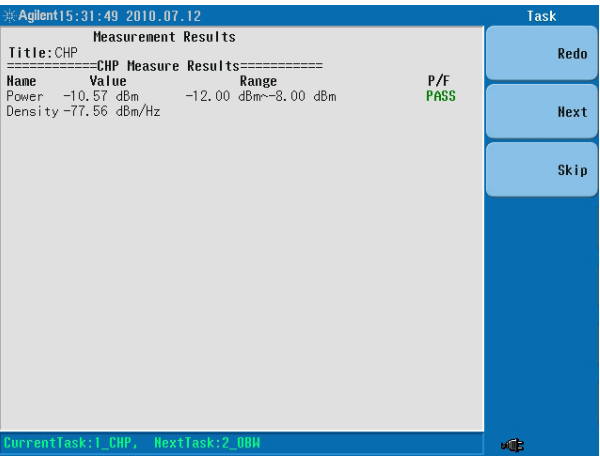 Agilent 15:31:49 2010.07.12 Task
Measurement Results
Title:CHP
============CHP Measure Results===========
Name Value Range P/F
Power -10.57 dBm -12.00 dBm~-8.00 dBm PASS
Density -77.56 dBm/Hz
Redo
Next
Skip
CurrentTask:1_CHP, NextTask:2_OBW